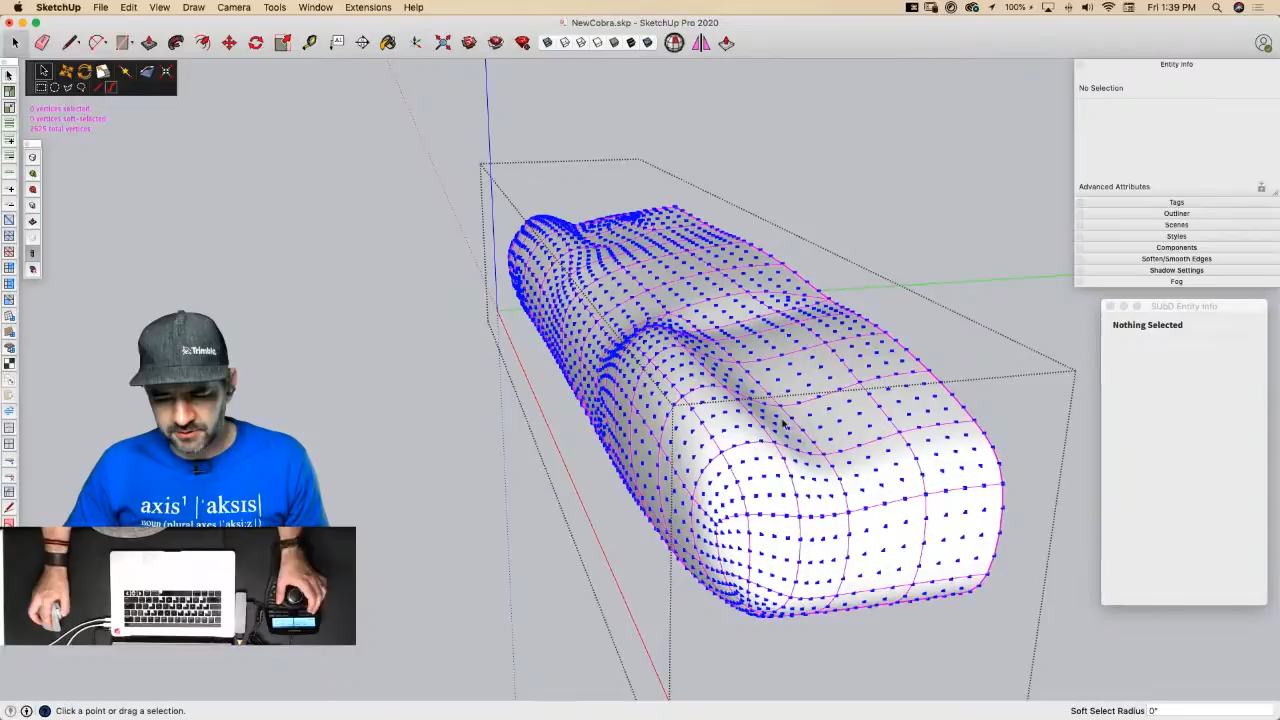 SketchUp File Edit View Camera Draw Tools Window Extensions Help
100% Fri 1:39 PM
NewCobra.skp - SketchUp Pro 2020
0 vertices selected
0 vertices soft-selected
2625 total vertices
Entity Info
No Selection
Advanced Attributes
Tags
Outliner
Scenes
Styles
Components
Soften/Smooth Edges
Shadow Settings
Fog
SUbD Entity Info
Nothing Selected
Trimble
axis¹ |ˈaksɪs|
noun (plural axes |ˈakˌsiːz|)
Click a point or drag a selection.
Soft Select Radius 0"